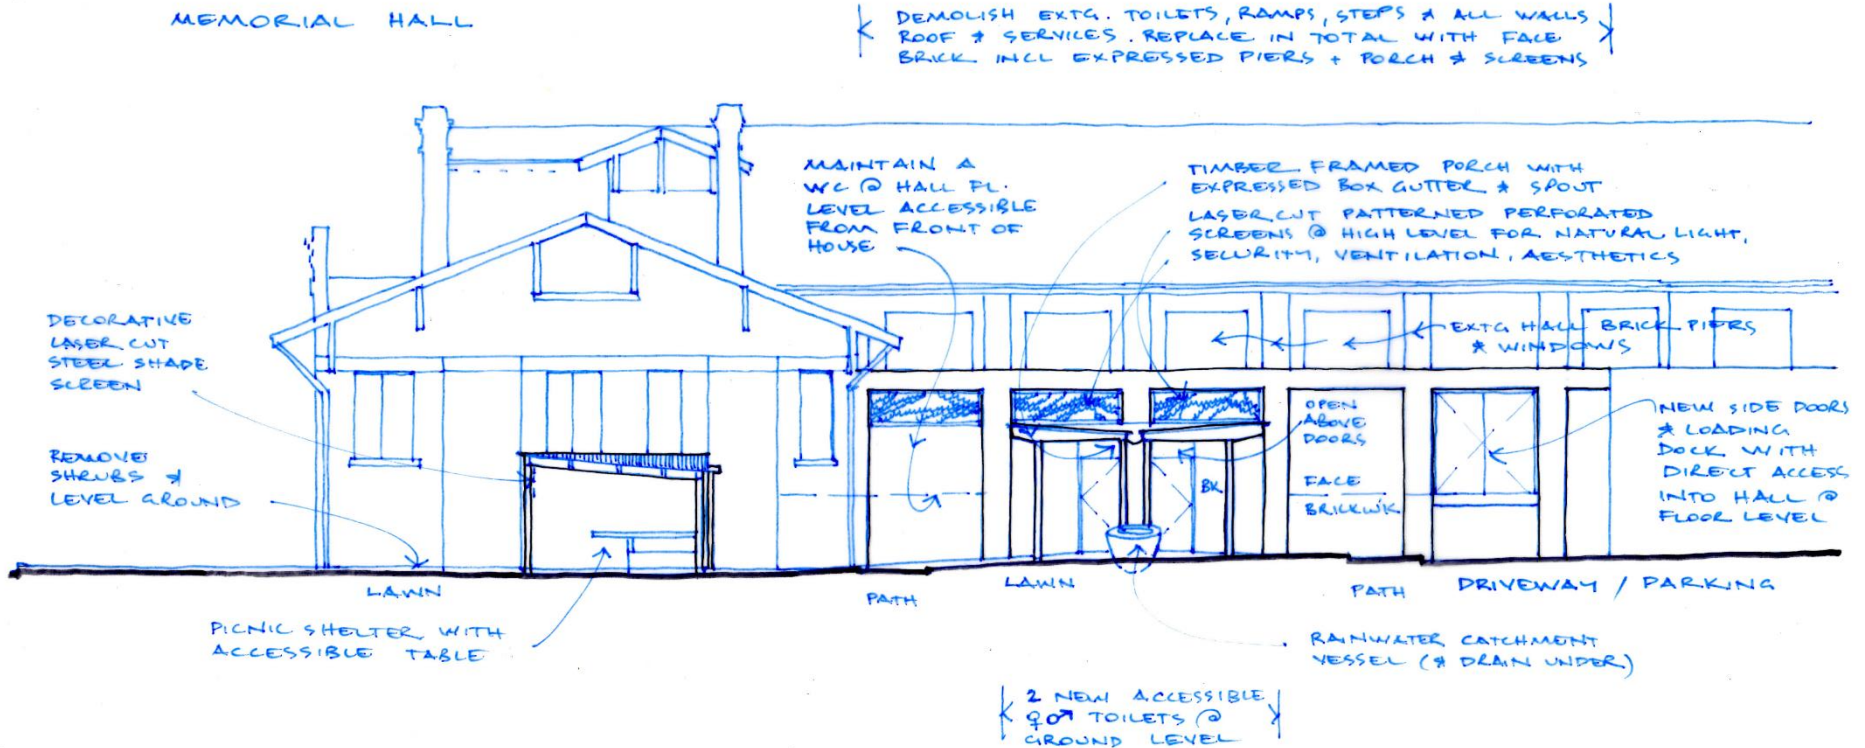 MEMORIAL HALL
DEMOLISH EXTG. TOILETS, RAMPS, STEPS & ALL WALLS
ROOF & SERVICES. REPLACE IN TOTAL WITH FACE
BRICK INCL EXPRESSED PIERS + PORCH & SCREENS
MAINTAIN A
WC @ HALL FL.
LEVEL ACCESSIBLE
FROM FRONT OF
HOUSE
TIMBER FRAMED PORCH WITH
EXPRESSED BOX GUTTER & SPOUT
LASER CUT PATTERNED PERFORATED
SCREENS @ HIGH LEVEL FOR NATURAL LIGHT,
SECURITY, VENTILATION, AESTHETICS
DECORATIVE
LASER CUT
STEEL SHADE
SCREEN
REMOVE
SHRUBS &
LEVEL GROUND
EXTG HALL BRICK PIERS
& WINDOWS
OPEN
ABOVE
DOORS
BK
FACE
BRICKWK
NEW SIDE DOORS
& LOADING
DOCK WITH
DIRECT ACCESS
INTO HALL @
FLOOR LEVEL
LAWN
PATH
LAWN
PATH
DRIVEWAY / PARKING
PICNIC SHELTER WITH
ACCESSIBLE TABLE
RAINWATER CATCHMENT
VESSEL (& DRAIN UNDER)
2 NEW ACCESSIBLE
♀♂ TOILETS @
GROUND LEVEL